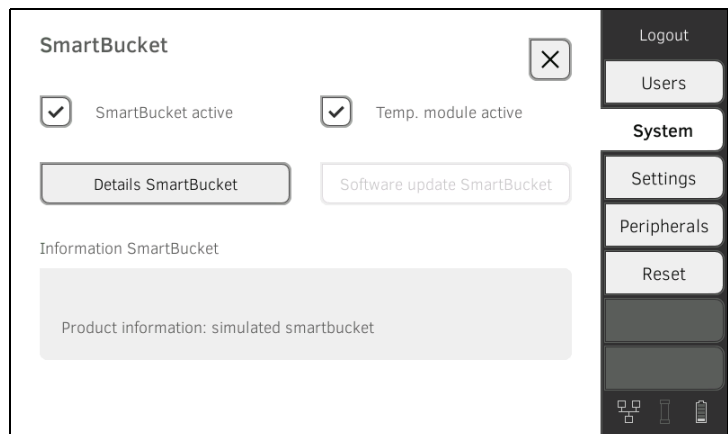 SmartBucket
SmartBucket active
Temp. module active
Details SmartBucket
Software update SmartBucket
Information SmartBucket
Product information: simulated smartbucket
Logout
Users
System
Settings
Peripherals
Reset